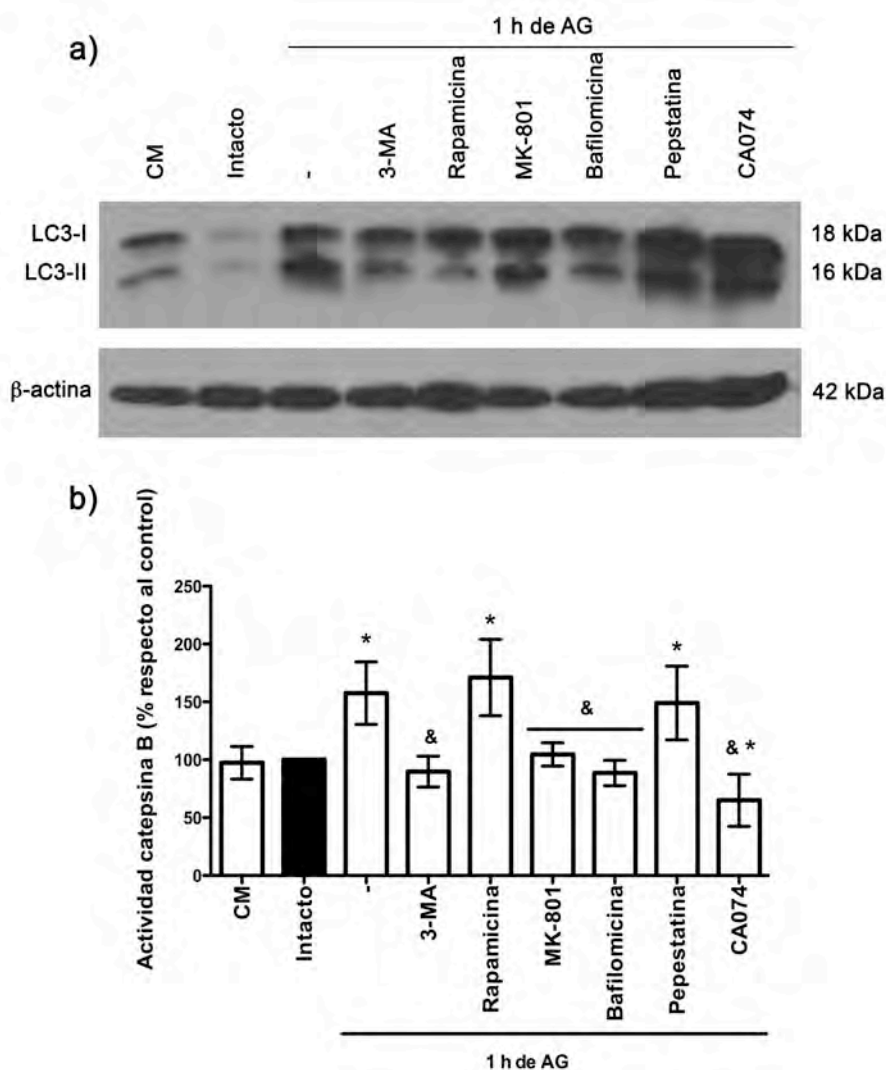 1 h de AG
a)
CM Intacto - 3-MA Rapamicina MK-801 Bafilomicina Pepstatina CA074
LC3-I 18 kDa
LC3-II 16 kDa
β-actina 42 kDa
b)
Actividad catepsina B (% respecto al control)
250
200
150
100
50
0
* & * & * & *
CM Intacto - 3-MA Rapamicina MK-801 Bafilomicina Pepestatina CA074
1 h de AG